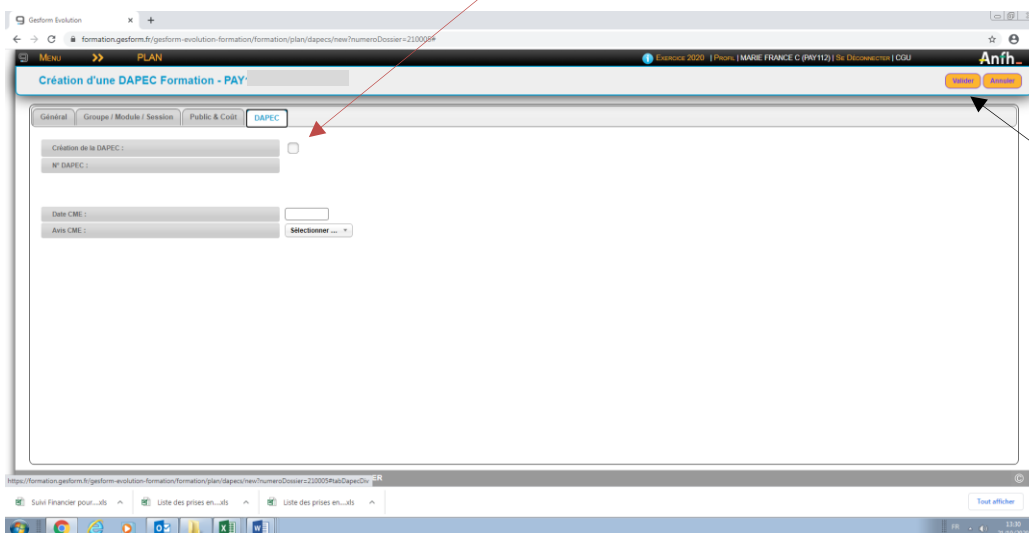 Gesform Evolution
formation.gesform.fr/gesform-evolution-formation/formation/plan/dapecs/new?numeroDossier=210005#
MENU >> PLAN EXERCICE 2020 | PROFIL | MARIE FRANCE C (PAY112) | SE DÉCONNECTER | CGU Anfh_
Création d'une DAPEC Formation - PAY Valider Annuler
Général Groupe / Module / Session Public & Coût DAPEC
Création de la DAPEC :
N° DAPEC :
Date CME :
Avis CME : Sélectionner ...
https://formation.gesform.fr/gesform-evolution-formation/formation/plan/dapecs/new?numeroDossier=210005#tabDapecDiv ER ©
Suivi Financier pour....xls Liste des prises en....xls Liste des prises en....xls Tout afficher
FR 13:30